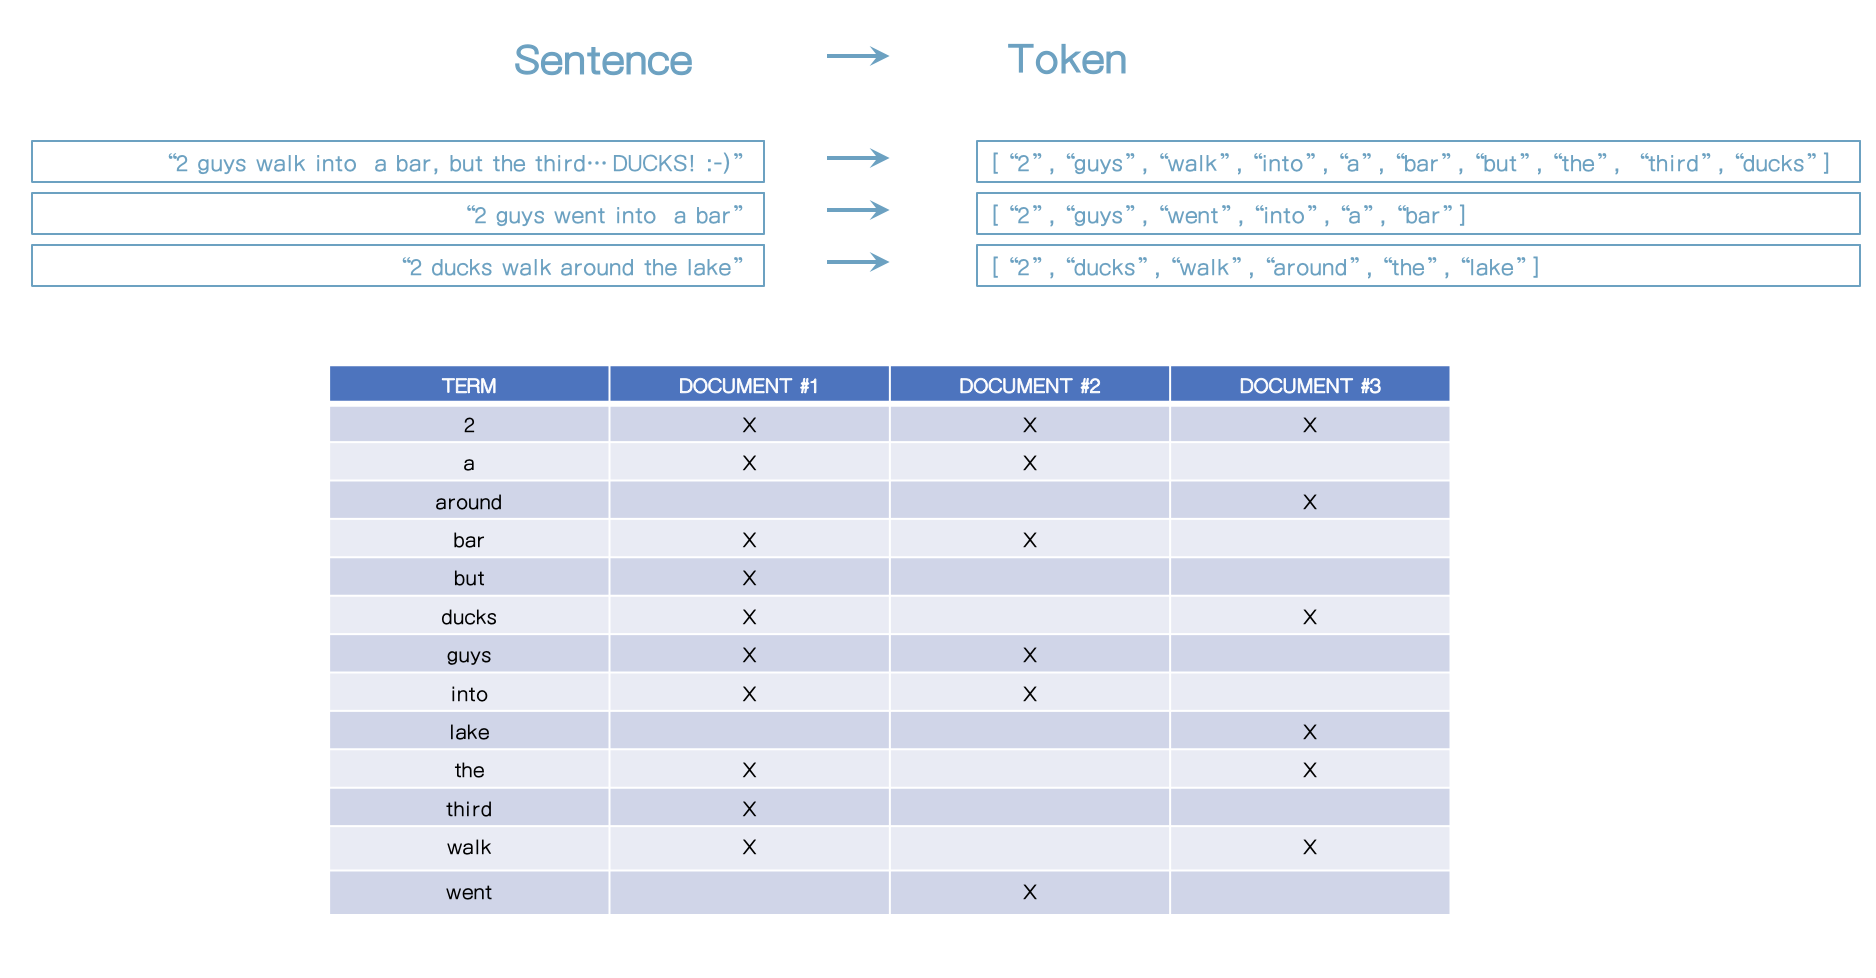 Sentence → Token
“2 guys walk into  a bar, but the third… DUCKS! :-)” → [ “2” , “guys” , “walk” , “into” , “a” , “bar” , “but” , “the” ,  “third” , “ducks” ]
“2 guys went into  a bar” → [ “2” , “guys” , “went” , “into” , “a” , “bar” ]
“2 ducks walk around the lake” → [ “2” , “ducks” , “walk” , “around” , “the” , “lake” ]
TERM DOCUMENT #1 DOCUMENT #2 DOCUMENT #3
2 X X X
a X X
around X
bar X X
but X
ducks X X
guys X X
into X X
lake X
the X X
third X
walk X X
went X